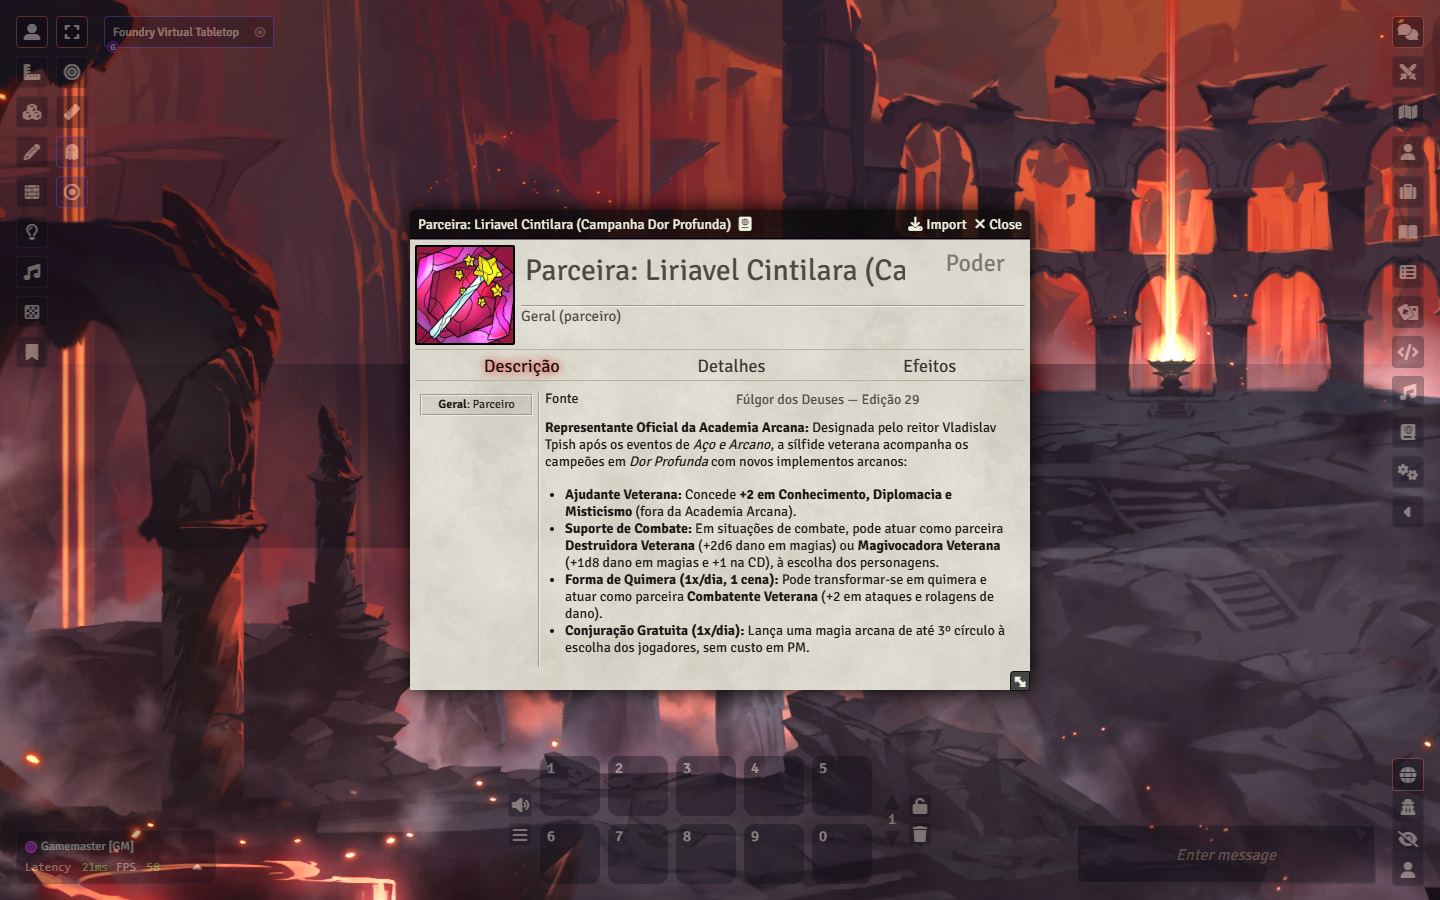 Foundry Virtual Tabletop
G
Parceira: Liriavel Cintilara (Campanha Dor Profunda)
Import
Close
Parceira: Liriavel Cintilara (Ca
Poder
Geral (parceiro)
Descrição
Detalhes
Efeitos
Geral: Parceiro
Fonte
Fúlgor dos Deuses — Edição 29
Representante Oficial da Academia Arcana: Designada pelo reitor Vladislav
Tpish após os eventos de Aço e Arcano, a sílfide veterana acompanha os
campeões em Dor Profunda com novos implementos arcanos:
• Ajudante Veterana: Concede +2 em Conhecimento, Diplomacia e
Misticismo (fora da Academia Arcana).
• Suporte de Combate: Em situações de combate, pode atuar como parceira
Destruidora Veterana (+2d6 dano em magias) ou Magivocadora Veterana
(+1d8 dano em magias e +1 na CD), à escolha dos personagens.
• Forma de Quimera (1x/dia, 1 cena): Pode transformar-se em quimera e
atuar como parceira Combatente Veterana (+2 em ataques e rolagens de
dano).
• Conjuração Gratuita (1x/dia): Lança uma magia arcana de até 3º círculo à
escolha dos jogadores, sem custo em PM.
1 2 3 4 5
1
6 7 8 9 0
Gamemaster [GM]
Latency 21ms FPS 58
Enter message